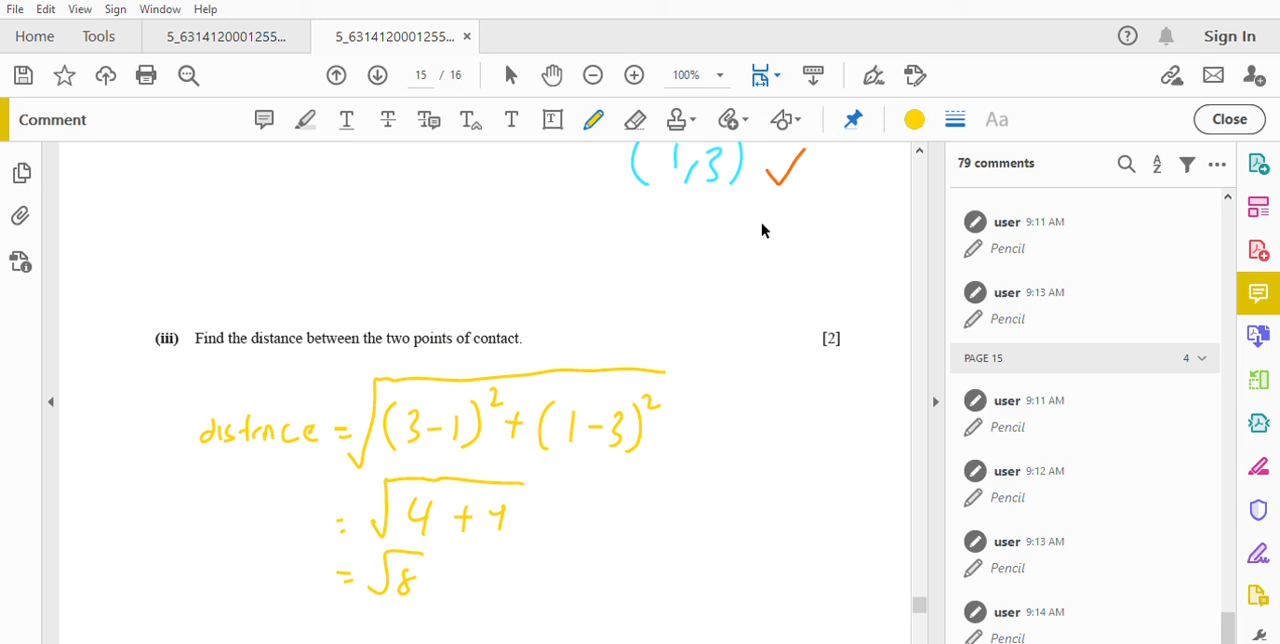 File Edit View Sign Window Help
Home Tools 5_6314120001255... 5_6314120001255... × ? Sign In
15 / 16 100%
Comment T T T T T T Aa Close
(1,3) ✓
79 comments
user 9:11 AM
Pencil
user 9:13 AM
Pencil
(iii) Find the distance between the two points of contact. [2]
PAGE 15 4
distance = √((3-1)² + (1-3)²)
user 9:11 AM
Pencil
= √(4 + 4)
user 9:12 AM
Pencil
= √8
user 9:13 AM
Pencil
user 9:14 AM
Pencil